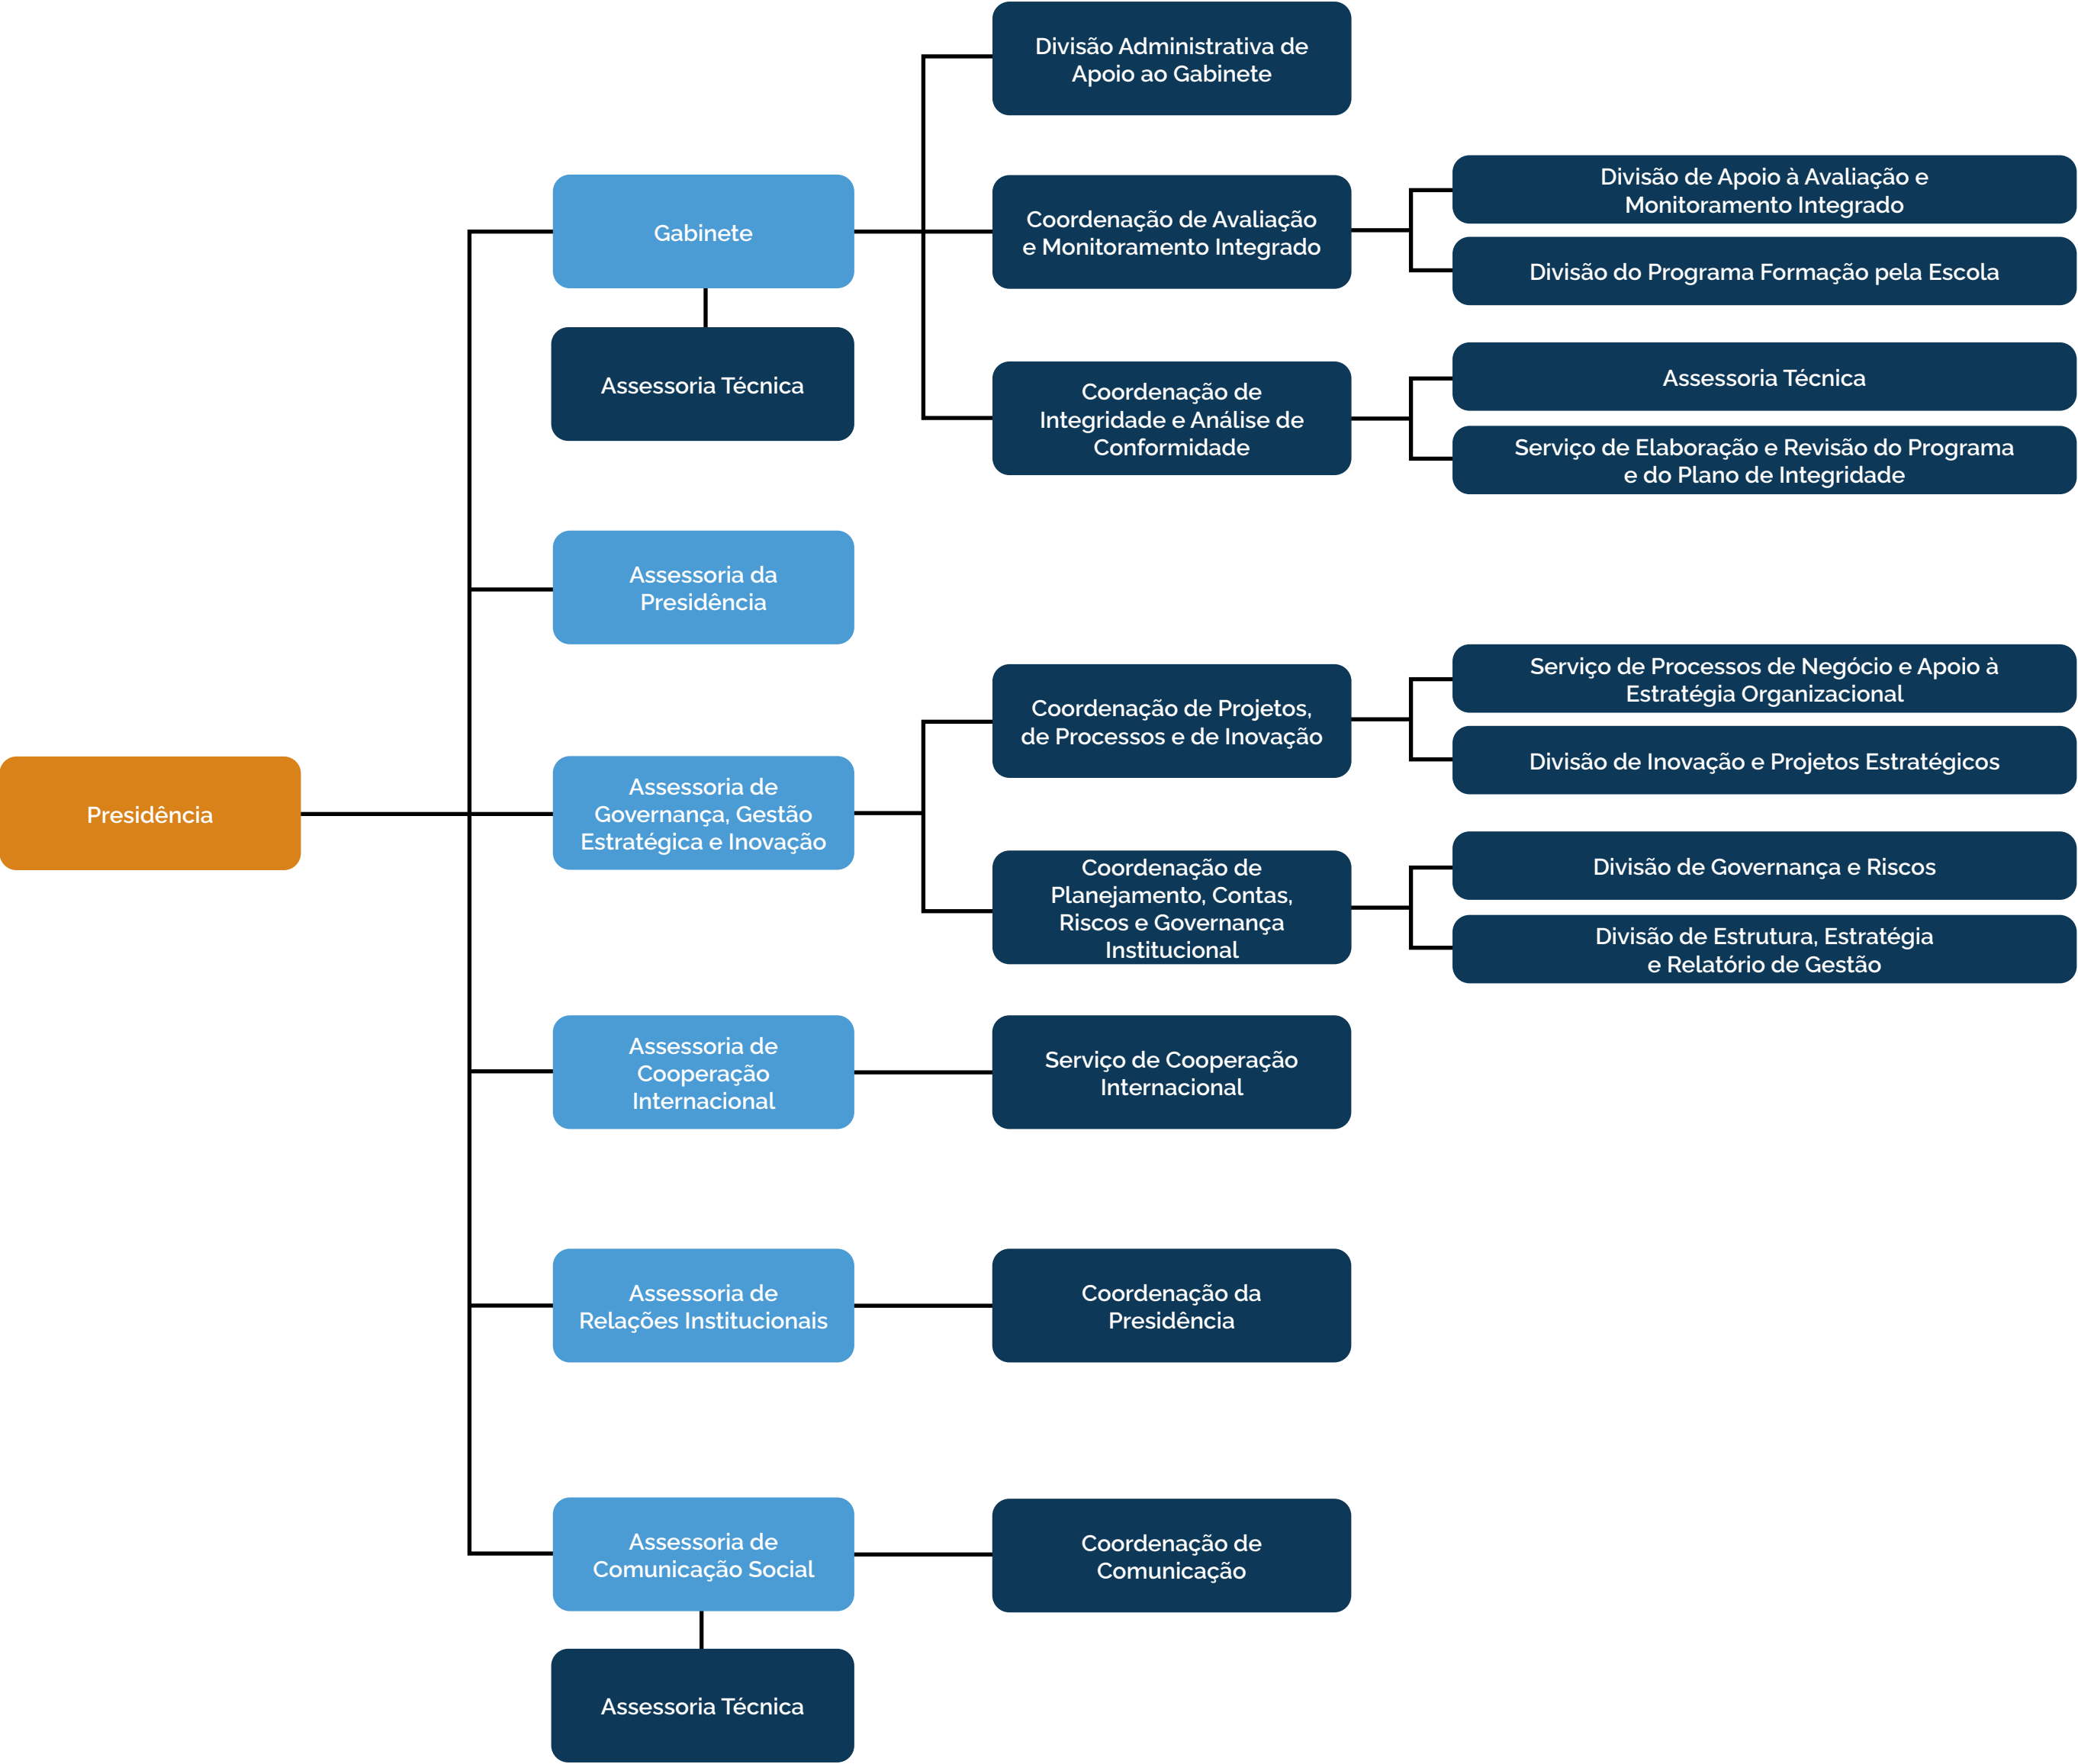 Presidência
Gabinete
Assessoria Técnica
Divisão Administrativa de
Apoio ao Gabinete
Coordenação de Avaliação
e Monitoramento Integrado
Divisão de Apoio à Avaliação e
Monitoramento Integrado
Divisão do Programa Formação pela Escola
Coordenação de
Integridade e Análise de
Conformidade
Assessoria Técnica
Serviço de Elaboração e Revisão do Programa
e do Plano de Integridade
Assessoria da
Presidência
Assessoria de
Governança, Gestão
Estratégica e Inovação
Coordenação de Projetos,
de Processos e de Inovação
Serviço de Processos de Negócio e Apoio à
Estratégia Organizacional
Divisão de Inovação e Projetos Estratégicos
Coordenação de
Planejamento, Contas,
Riscos e Governança
Institucional
Divisão de Governança e Riscos
Divisão de Estrutura, Estratégia
e Relatório de Gestão
Assessoria de
Cooperação
Internacional
Serviço de Cooperação
Internacional
Assessoria de
Relações Institucionais
Coordenação da
Presidência
Assessoria de
Comunicação Social
Coordenação de
Comunicação
Assessoria Técnica